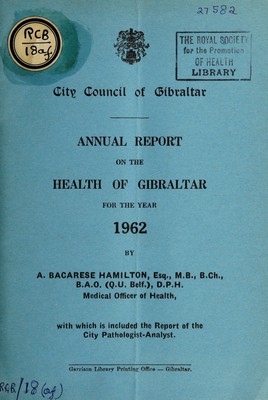 27582
RCB
18af
THE ROYAL SOCIETY
for the Promotion
OF HEALTH
LIBRARY
City Council of Gibraltar
ANNUAL REPORT
ON THE
HEALTH OF GIBRALTAR
FOR THE YEAR
1962
BY
A. BACARESE HAMILTON, Esq., M.B., B.Ch.,
B.A.O. (Q.U. Belf.), D.P.H.
Medical Officer of Health,
with which is included the Report of the
City Pathologist-Analyst.
Garrison Library Printing Office — Gibraltar.
RCB/18(af)